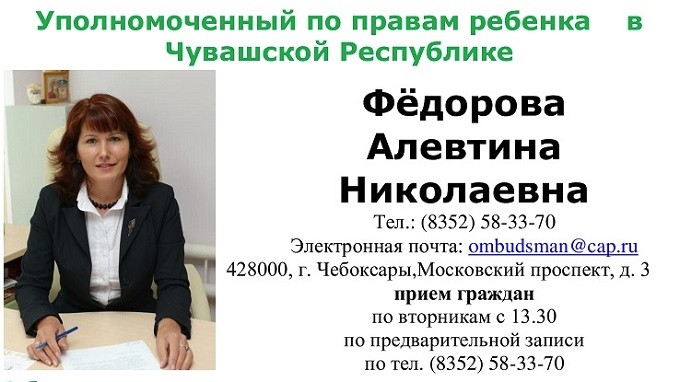 Уполномоченный по правам ребенка в
Чувашской Республике
Фёдорова
Алевтина
Николаевна
Тел.: (8352) 58-33-70
Электронная почта: ombudsman@cap.ru
428000, г. Чебоксары,Московский проспект, д. 3
прием граждан
по вторникам с 13.30
по предварительной записи
по тел. (8352) 58-33-70